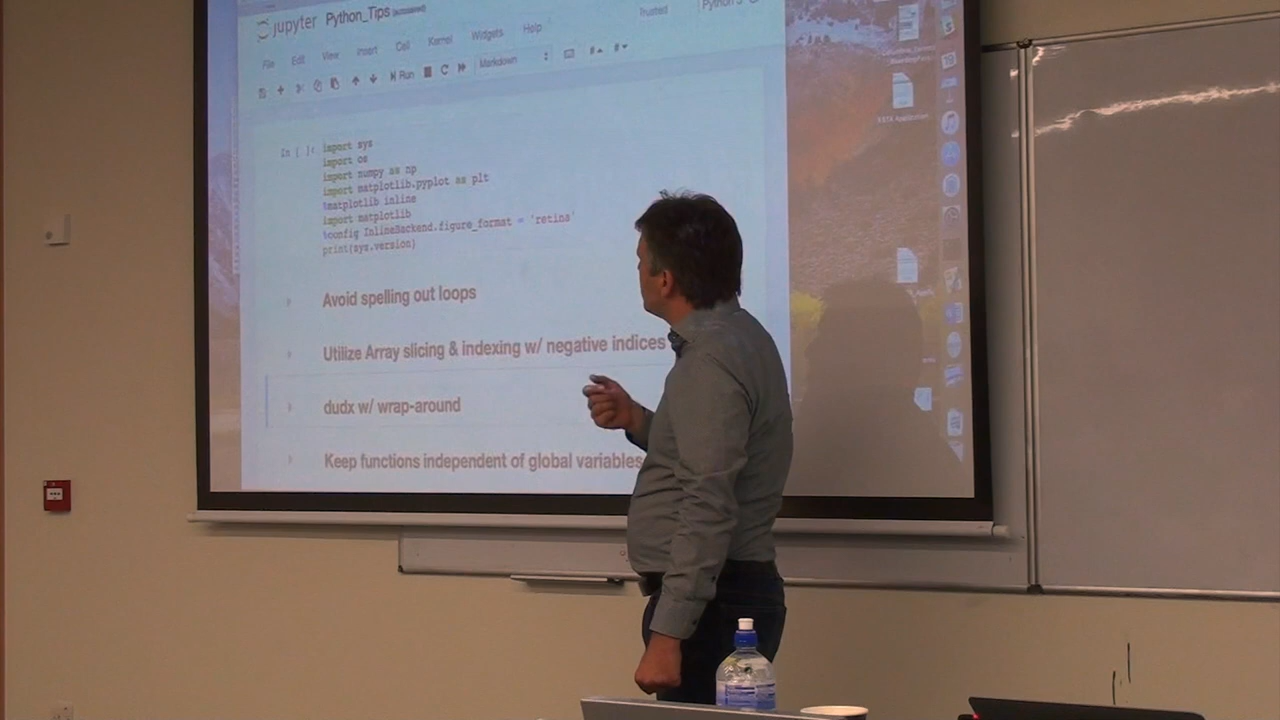 jupyter Python_Tips (autosaved)
Trusted
Python 3
File Edit View Insert Cell Kernel Widgets Help
Run
Markdown
In [ ]: import sys
import os
import numpy as np
import matplotlib.pyplot as plt
%matplotlib inline
import matplotlib
%config InlineBackend.figure_format = 'retina'
print(sys.version)
Avoid spelling out loops
Utilize Array slicing & indexing w/ negative indices
dudx w/ wrap-around
Keep functions independent of global variables